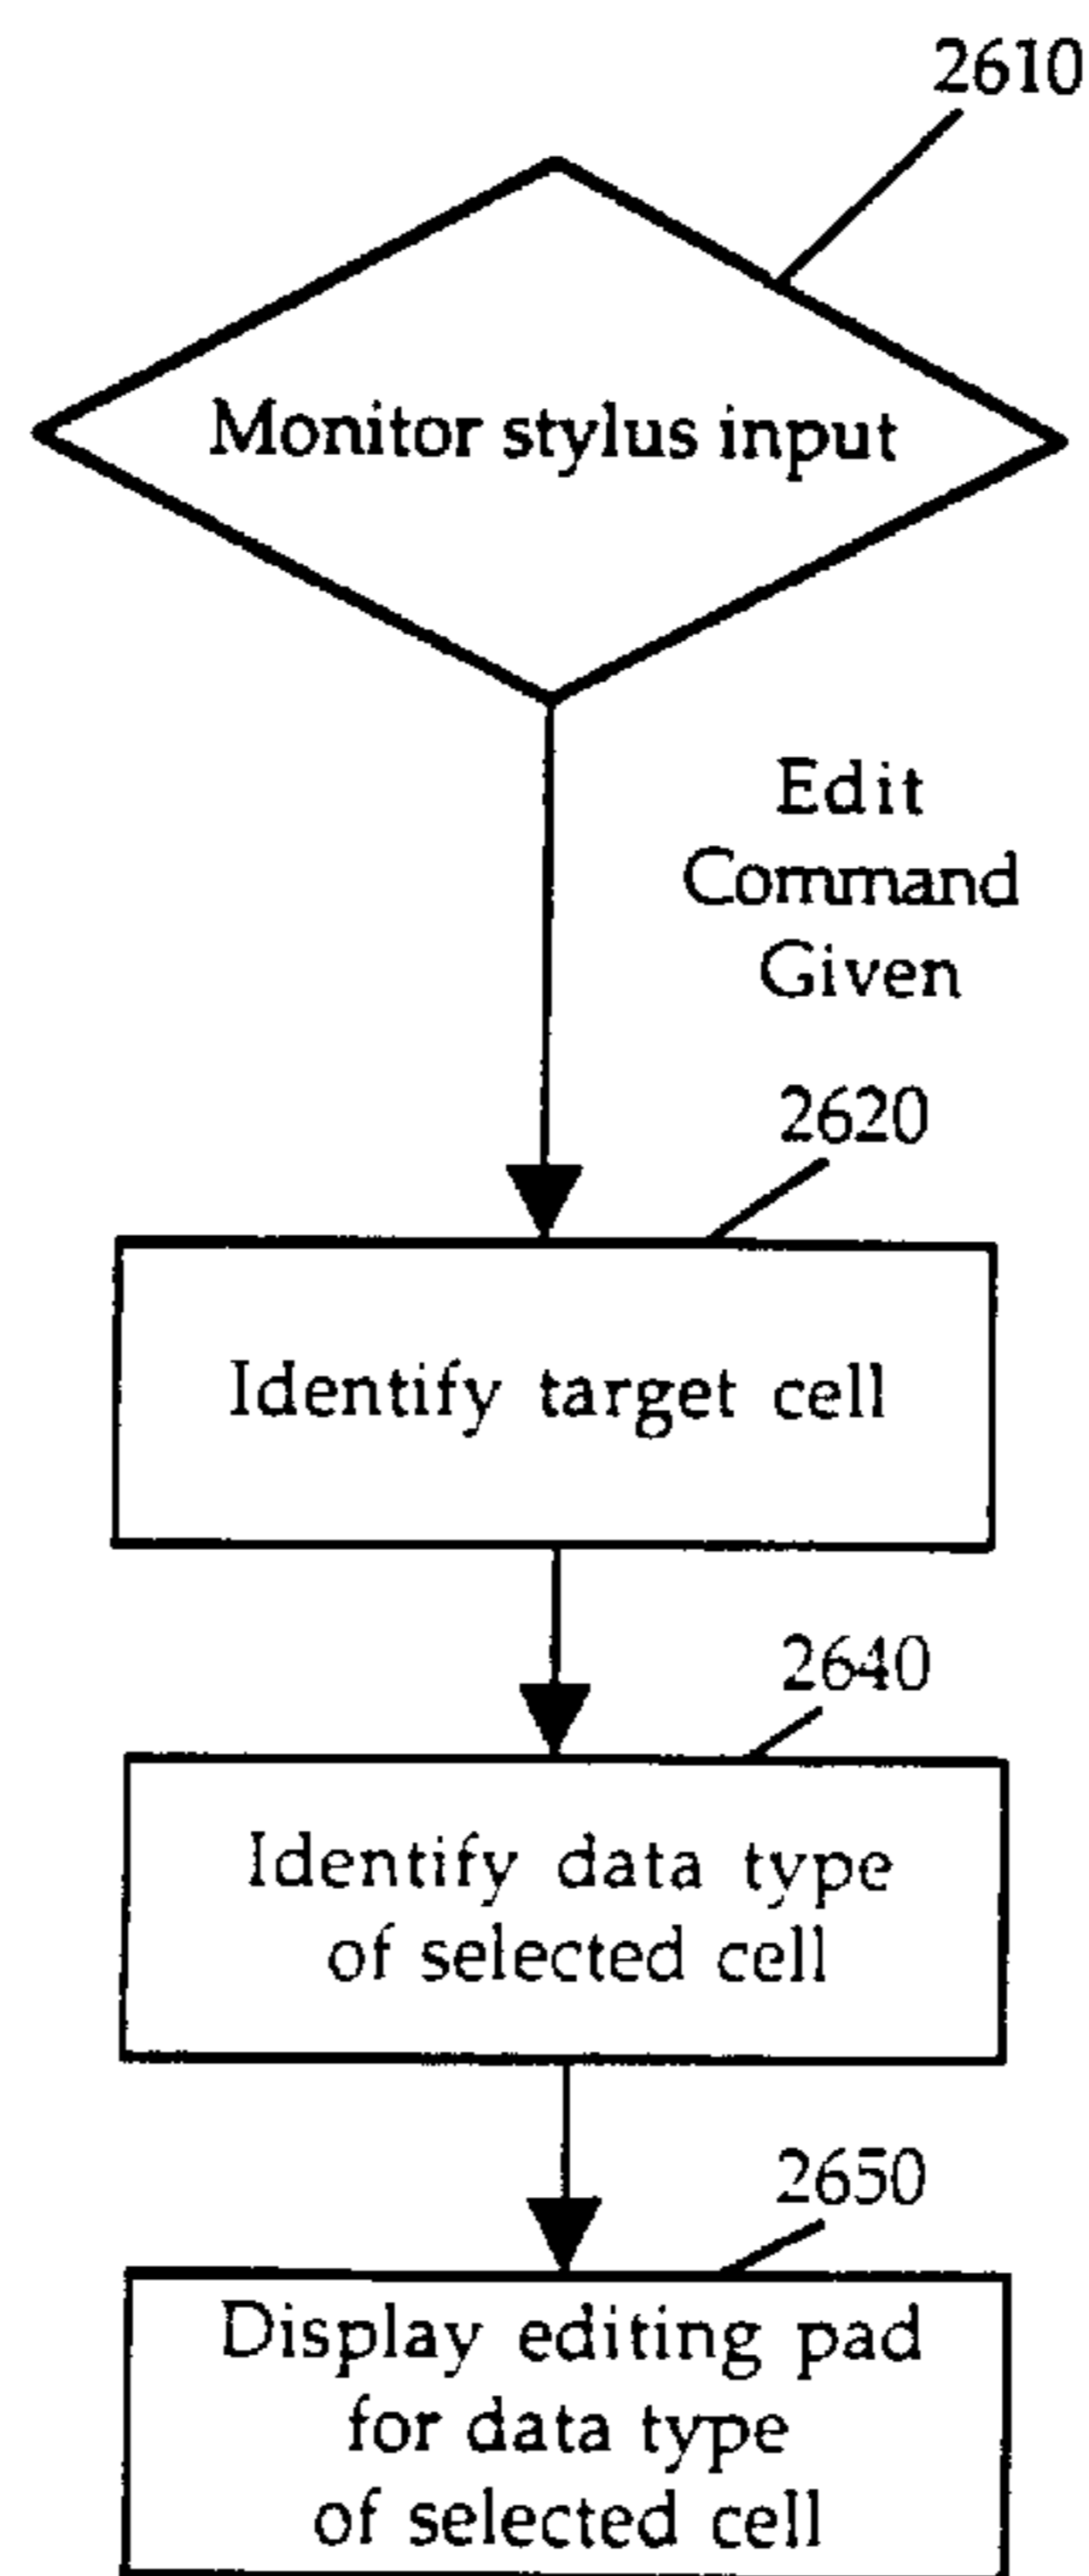 2610
Monitor stylus input
Edit
Command
Given
2620
Identify target cell
2640
Identify data type
of selected cell
2650
Display editing pad
for data type
of selected cell